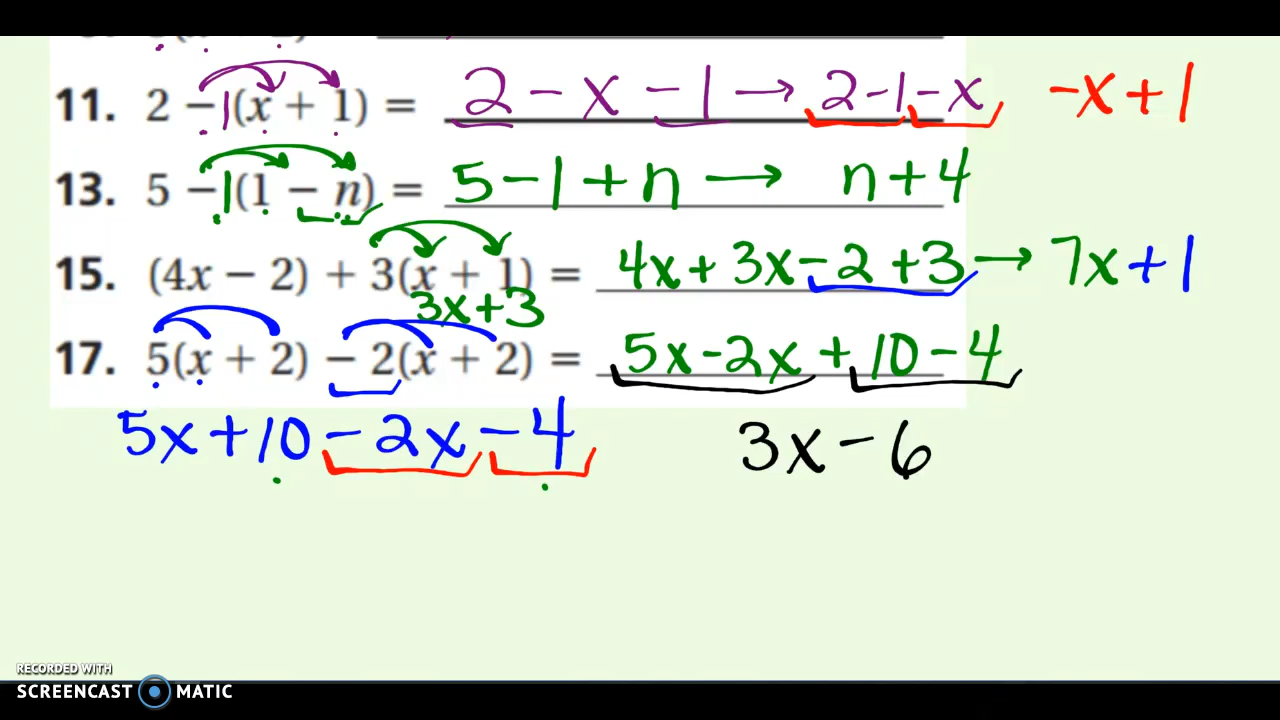 11. 2 -1(x + 1) = 2 - x - 1 → 2 - 1 - x -x + 1
13. 5 -1(1 - n) = 5 - 1 + n → n + 4
15. (4x - 2) + 3(x + 1) = 4x + 3x - 2 + 3 → 7x + 1
3x + 3
17. 5(x + 2) - 2(x + 2) = 5x - 2x + 10 - 4
5x + 10 - 2x - 4 3x - 6
RECORDED WITH
SCREENCAST MATIC